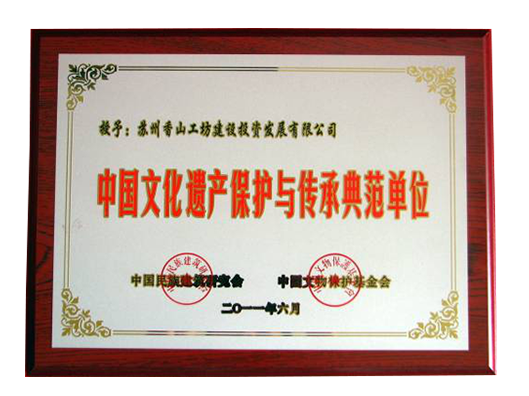 授予：苏州香山工坊建设投资发展有限公司
中国文化遗产保护与传承典范单位
中国民族建筑研究会 中国文物保护基金会
二〇一一年六月